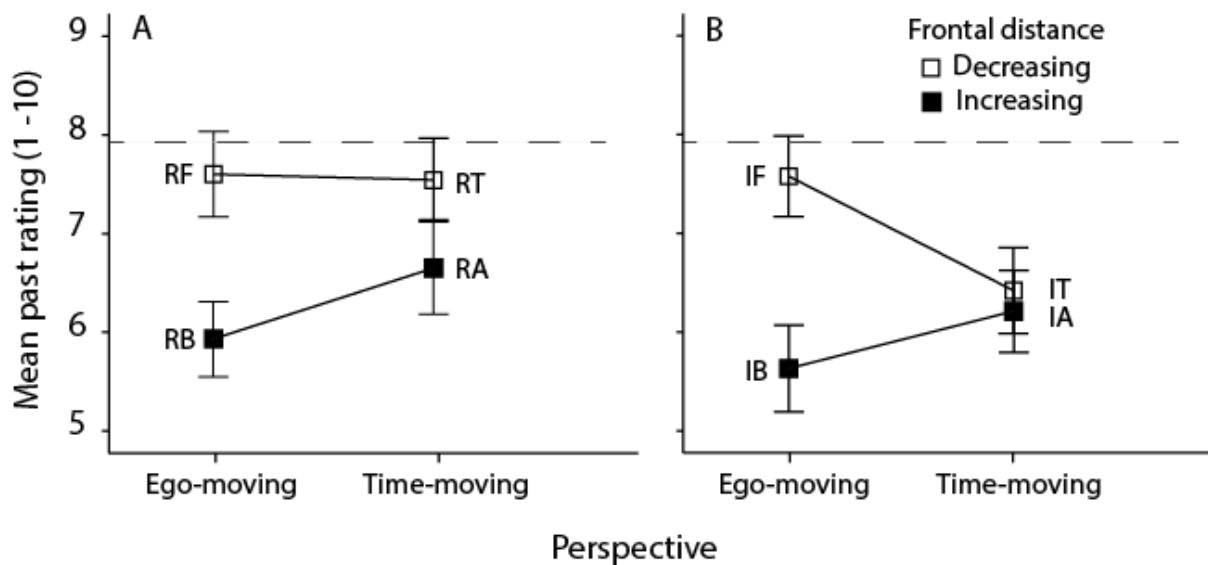 A
B
Frontal distance
Decreasing
Increasing
Mean past rating (1 -10)
9
8
7
6
5
RF
RT
RA
RB
IF
IT
IA
IB
Ego-moving
Time-moving
Ego-moving
Time-moving
Perspective